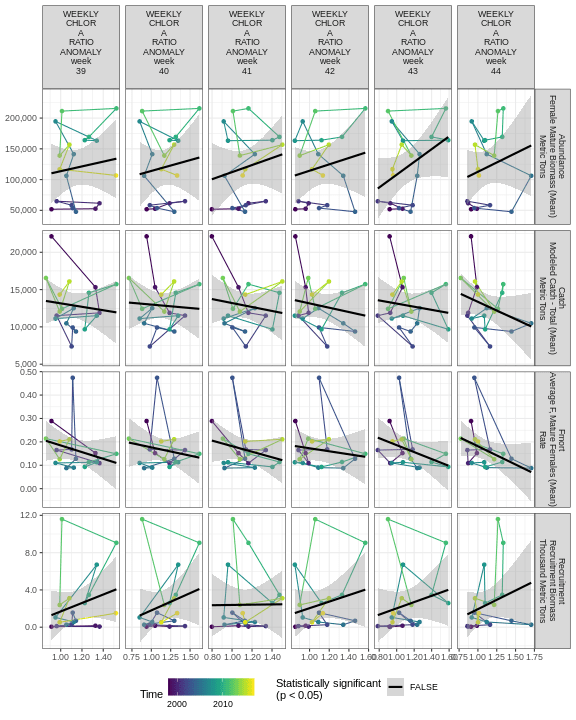 WEEKLY
CHLOR
A
RATIO
ANOMALY
week
39
WEEKLY
CHLOR
A
RATIO
ANOMALY
week
40
WEEKLY
CHLOR
A
RATIO
ANOMALY
week
41
WEEKLY
CHLOR
A
RATIO
ANOMALY
week
42
WEEKLY
CHLOR
A
RATIO
ANOMALY
week
43
WEEKLY
CHLOR
A
RATIO
ANOMALY
week
44
200,000
150,000
100,000
50,000
Abundance
Female Mature Biomass (Mean)
Metric Tons
20,000
15,000
10,000
5,000
Catch
Modeled Catch - Total (Mean)
Metric Tons
0.50
0.40
0.30
0.20
0.10
0.00
Fmort
Average F, Mature Females (Mean)
Rate
12.0
8.0
4.0
0.0
Recruitment
Recruitment Biomass
Thousand Metric Tons
1.00 1.20 1.40
0.75 1.00 1.25 1.50
0.80 1.00 1.20 1.40
0.80 1.00 1.20 1.40 1.60
0.80 1.00 1.20 1.40 1.60
0.75 1.00 1.25 1.50 1.75
Time
2000 2010
Statistically significant
(p < 0.05)
FALSE